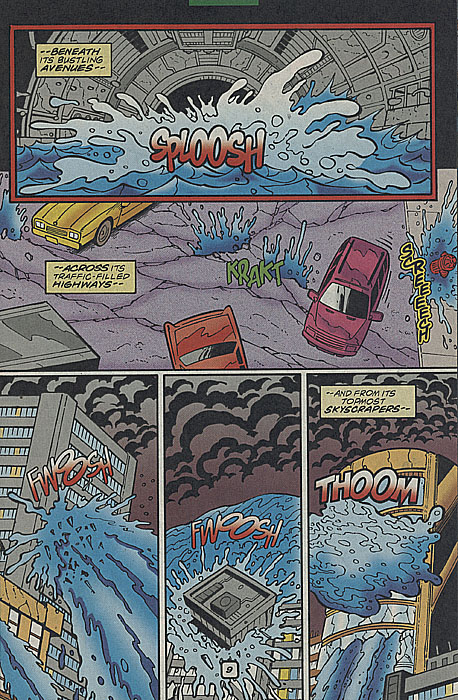 --BENEATH
ITS BUSTLING
AVENUES--
SPLOOSH
--ACROSS ITS
TRAFFIC-FILLED
HIGHWAYS--
KRAKT
SCREEEECH
FWOOSH
FWOOSH
--AND FROM ITS
TOPMOST
SKYSCRAPERS--
THOOM
9